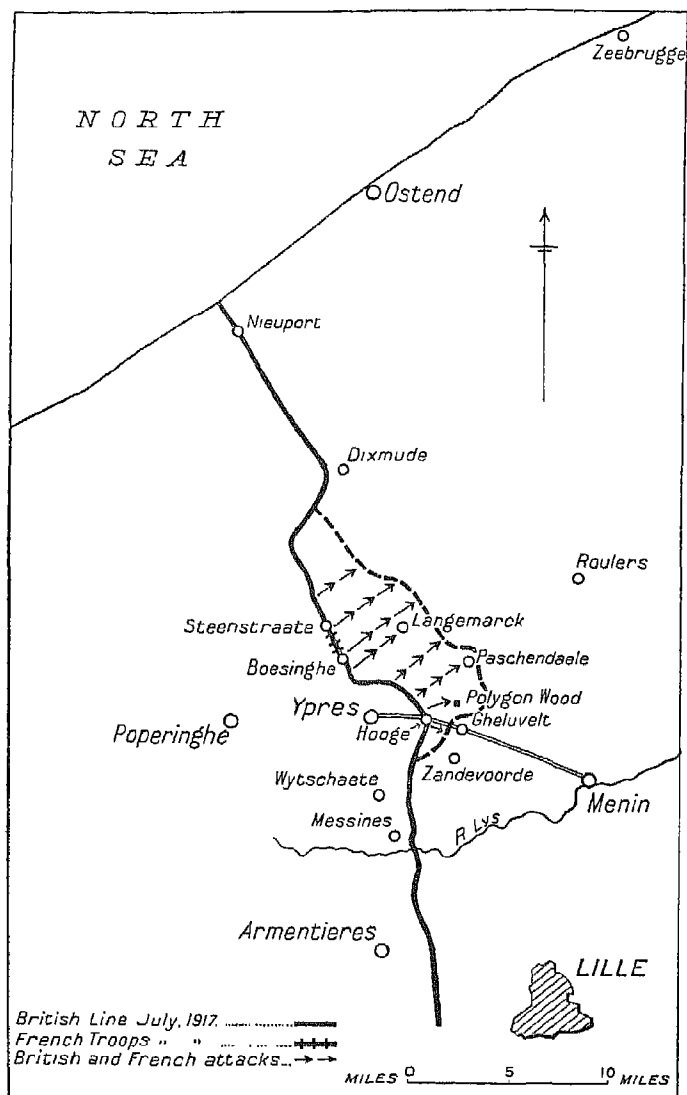 Zeebrugge
NORTH
SEA
Ostend
Nieuport
Dixmude
Roulers
Steenstraate
Langemarck
Boesinghe
Paschendaele
Polygon Wood
Ypres
Gheluvelt
Hooge
Poperinghe
Zandevoorde
Wytschaete
Menin
Messines
R Lys
Armentieres
LILLE
British Line July, 1917.
French Troops " "
British and French attacks
MILES 0 5 10 MILES